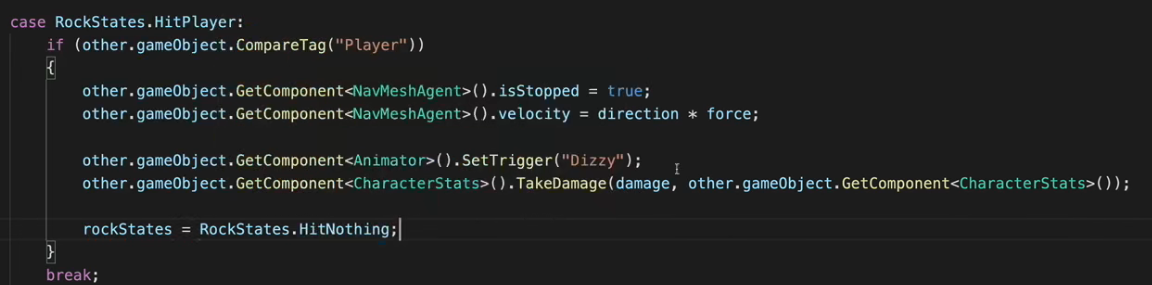 case RockStates.HitPlayer:
if (other.gameObject.CompareTag("Player"))
{
other.gameObject.GetComponent<NavMeshAgent>().isStopped = true;
other.gameObject.GetComponent<NavMeshAgent>().velocity = direction * force;
other.gameObject.GetComponent<Animator>().SetTrigger("Dizzy");
other.gameObject.GetComponent<CharacterStats>().TakeDamage(damage, other.gameObject.GetComponent<CharacterStats>());
rockStates = RockStates.HitNothing;
}
break;